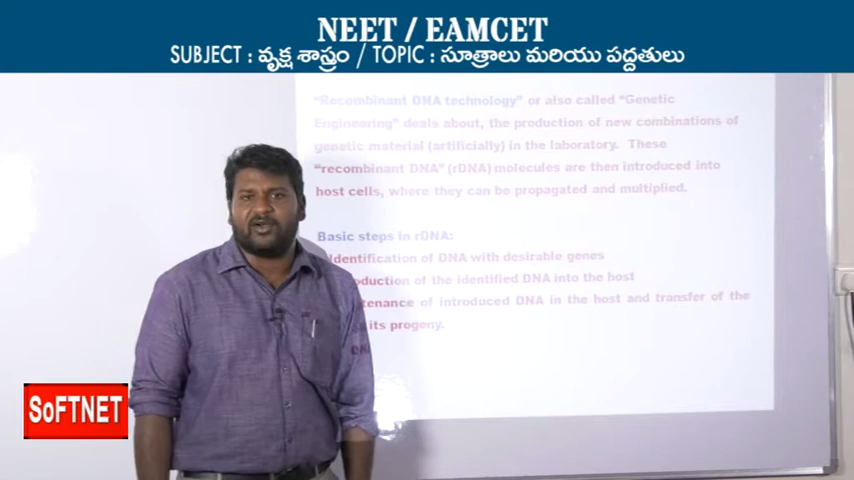 NEET / EAMCET
SUBJECT : వృక్ష శాస్త్రం / TOPIC : సూత్రాలు మరియు పద్దతులు
"Recombinant DNA technology" or also called "Genetic
Engineering" deals about, the production of new combinations of
genetic material (artificially) in the laboratory. These
"recombinant DNA" (rDNA) molecules are then introduced into
host cells, where they can be propagated and multiplied.
Basic steps in rDNA:
Identification of DNA with desirable genes
of the identified DNA into the host
of introduced DNA in the host and transfer of the
its progeny.
SoFTNET